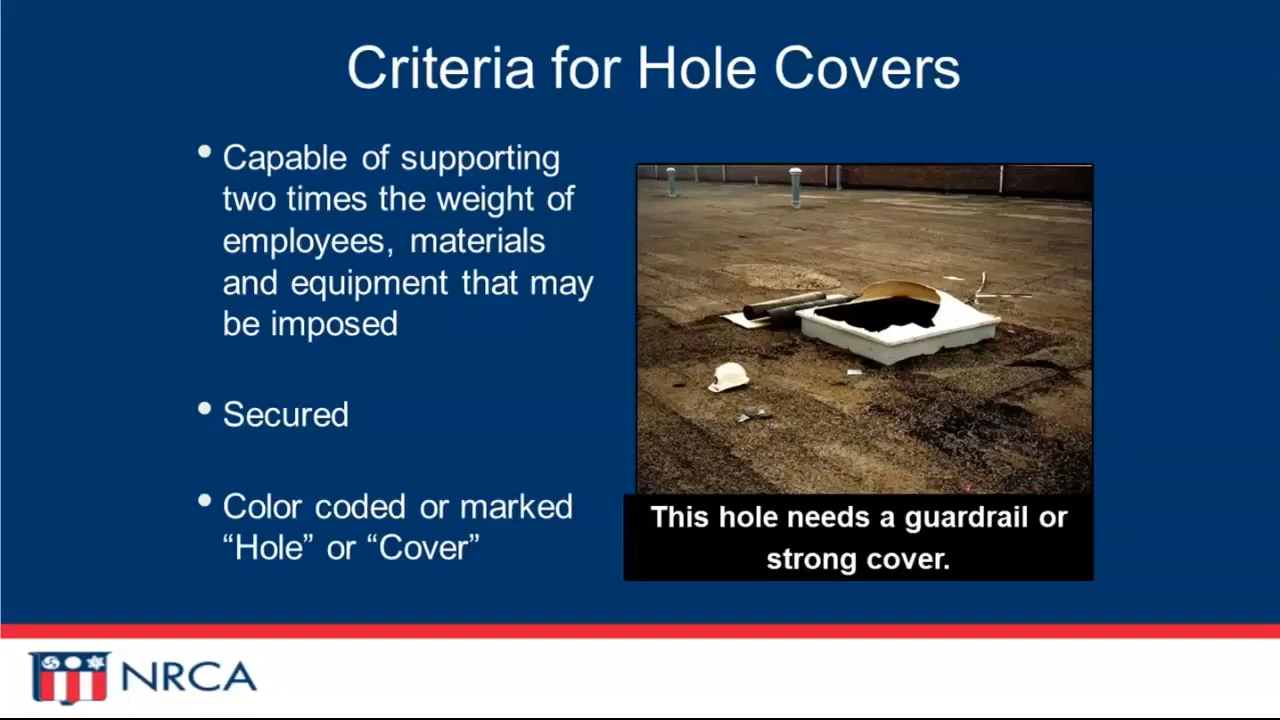 Criteria for Hole Covers
• Capable of supporting
two times the weight of
employees, materials
and equipment that may
be imposed
• Secured
• Color coded or marked
“Hole” or “Cover”
This hole needs a guardrail or
strong cover.
NRCA